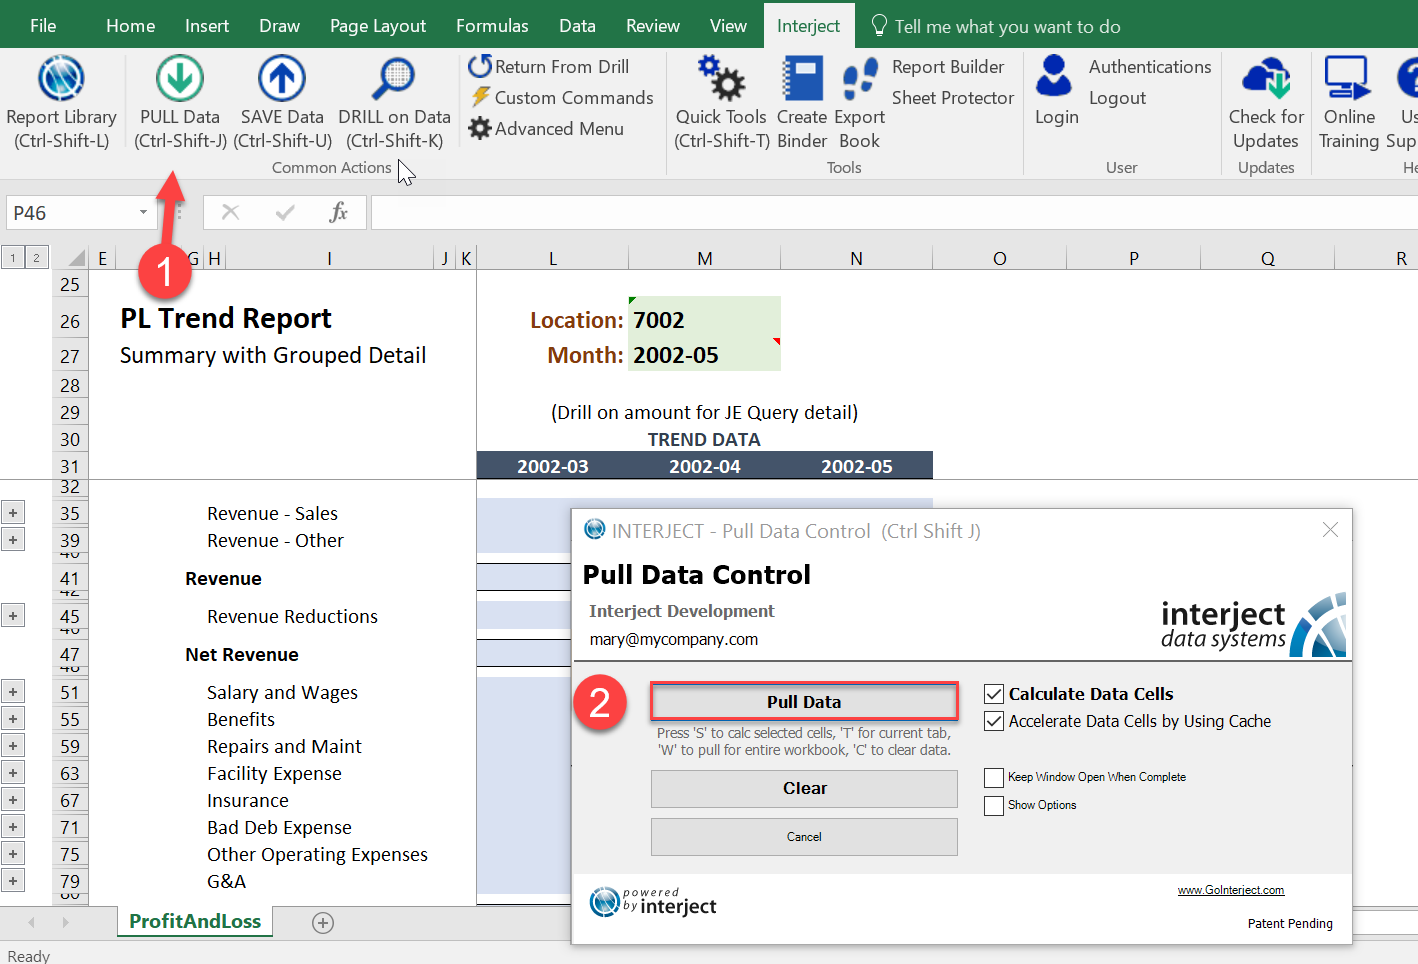 File Home Insert Draw Page Layout Formulas Data Review View Interject Tell me what you want to do
Report Library
(Ctrl-Shift-L)
PULL Data
(Ctrl-Shift-J)
SAVE Data
(Ctrl-Shift-U)
DRILL on Data
(Ctrl-Shift-K)
Common Actions
Return From Drill
Custom Commands
Advanced Menu
Quick Tools
(Ctrl-Shift-T)
Create
Binder
Export
Book
Report Builder
Sheet Protector
Tools
Login
Authentications
Logout
User
Check for
Updates
Updates
Online
Training
P46
fx
1
1 2
E G H I J K L M N O P Q R
25
26 PL Trend Report Location: 7002
27 Summary with Grouped Detail Month: 2002-05
28
29 (Drill on amount for JE Query detail)
30 TREND DATA
31 2002-03 2002-04 2002-05
32
35 Revenue - Sales
39 Revenue - Other
40
41 Revenue
42
45 Revenue Reductions
46
47 Net Revenue
48
51 Salary and Wages
55 Benefits
59 Repairs and Maint
63 Facility Expense
67 Insurance
71 Bad Deb Expense
75 Other Operating Expenses
79 G&A
80
INTERJECT - Pull Data Control (Ctrl Shift J)
Pull Data Control
Interject Development
mary@mycompany.com
interject
data systems
2
Pull Data
Press 'S' to calc selected cells, 'T' for current tab,
'W' to pull for entire workbook, 'C' to clear data.
Clear
Cancel
Calculate Data Cells
Accelerate Data Cells by Using Cache
Keep Window Open When Complete
Show Options
powered
by interject
www.GoInterject.com
Patent Pending
ProfitAndLoss
Ready